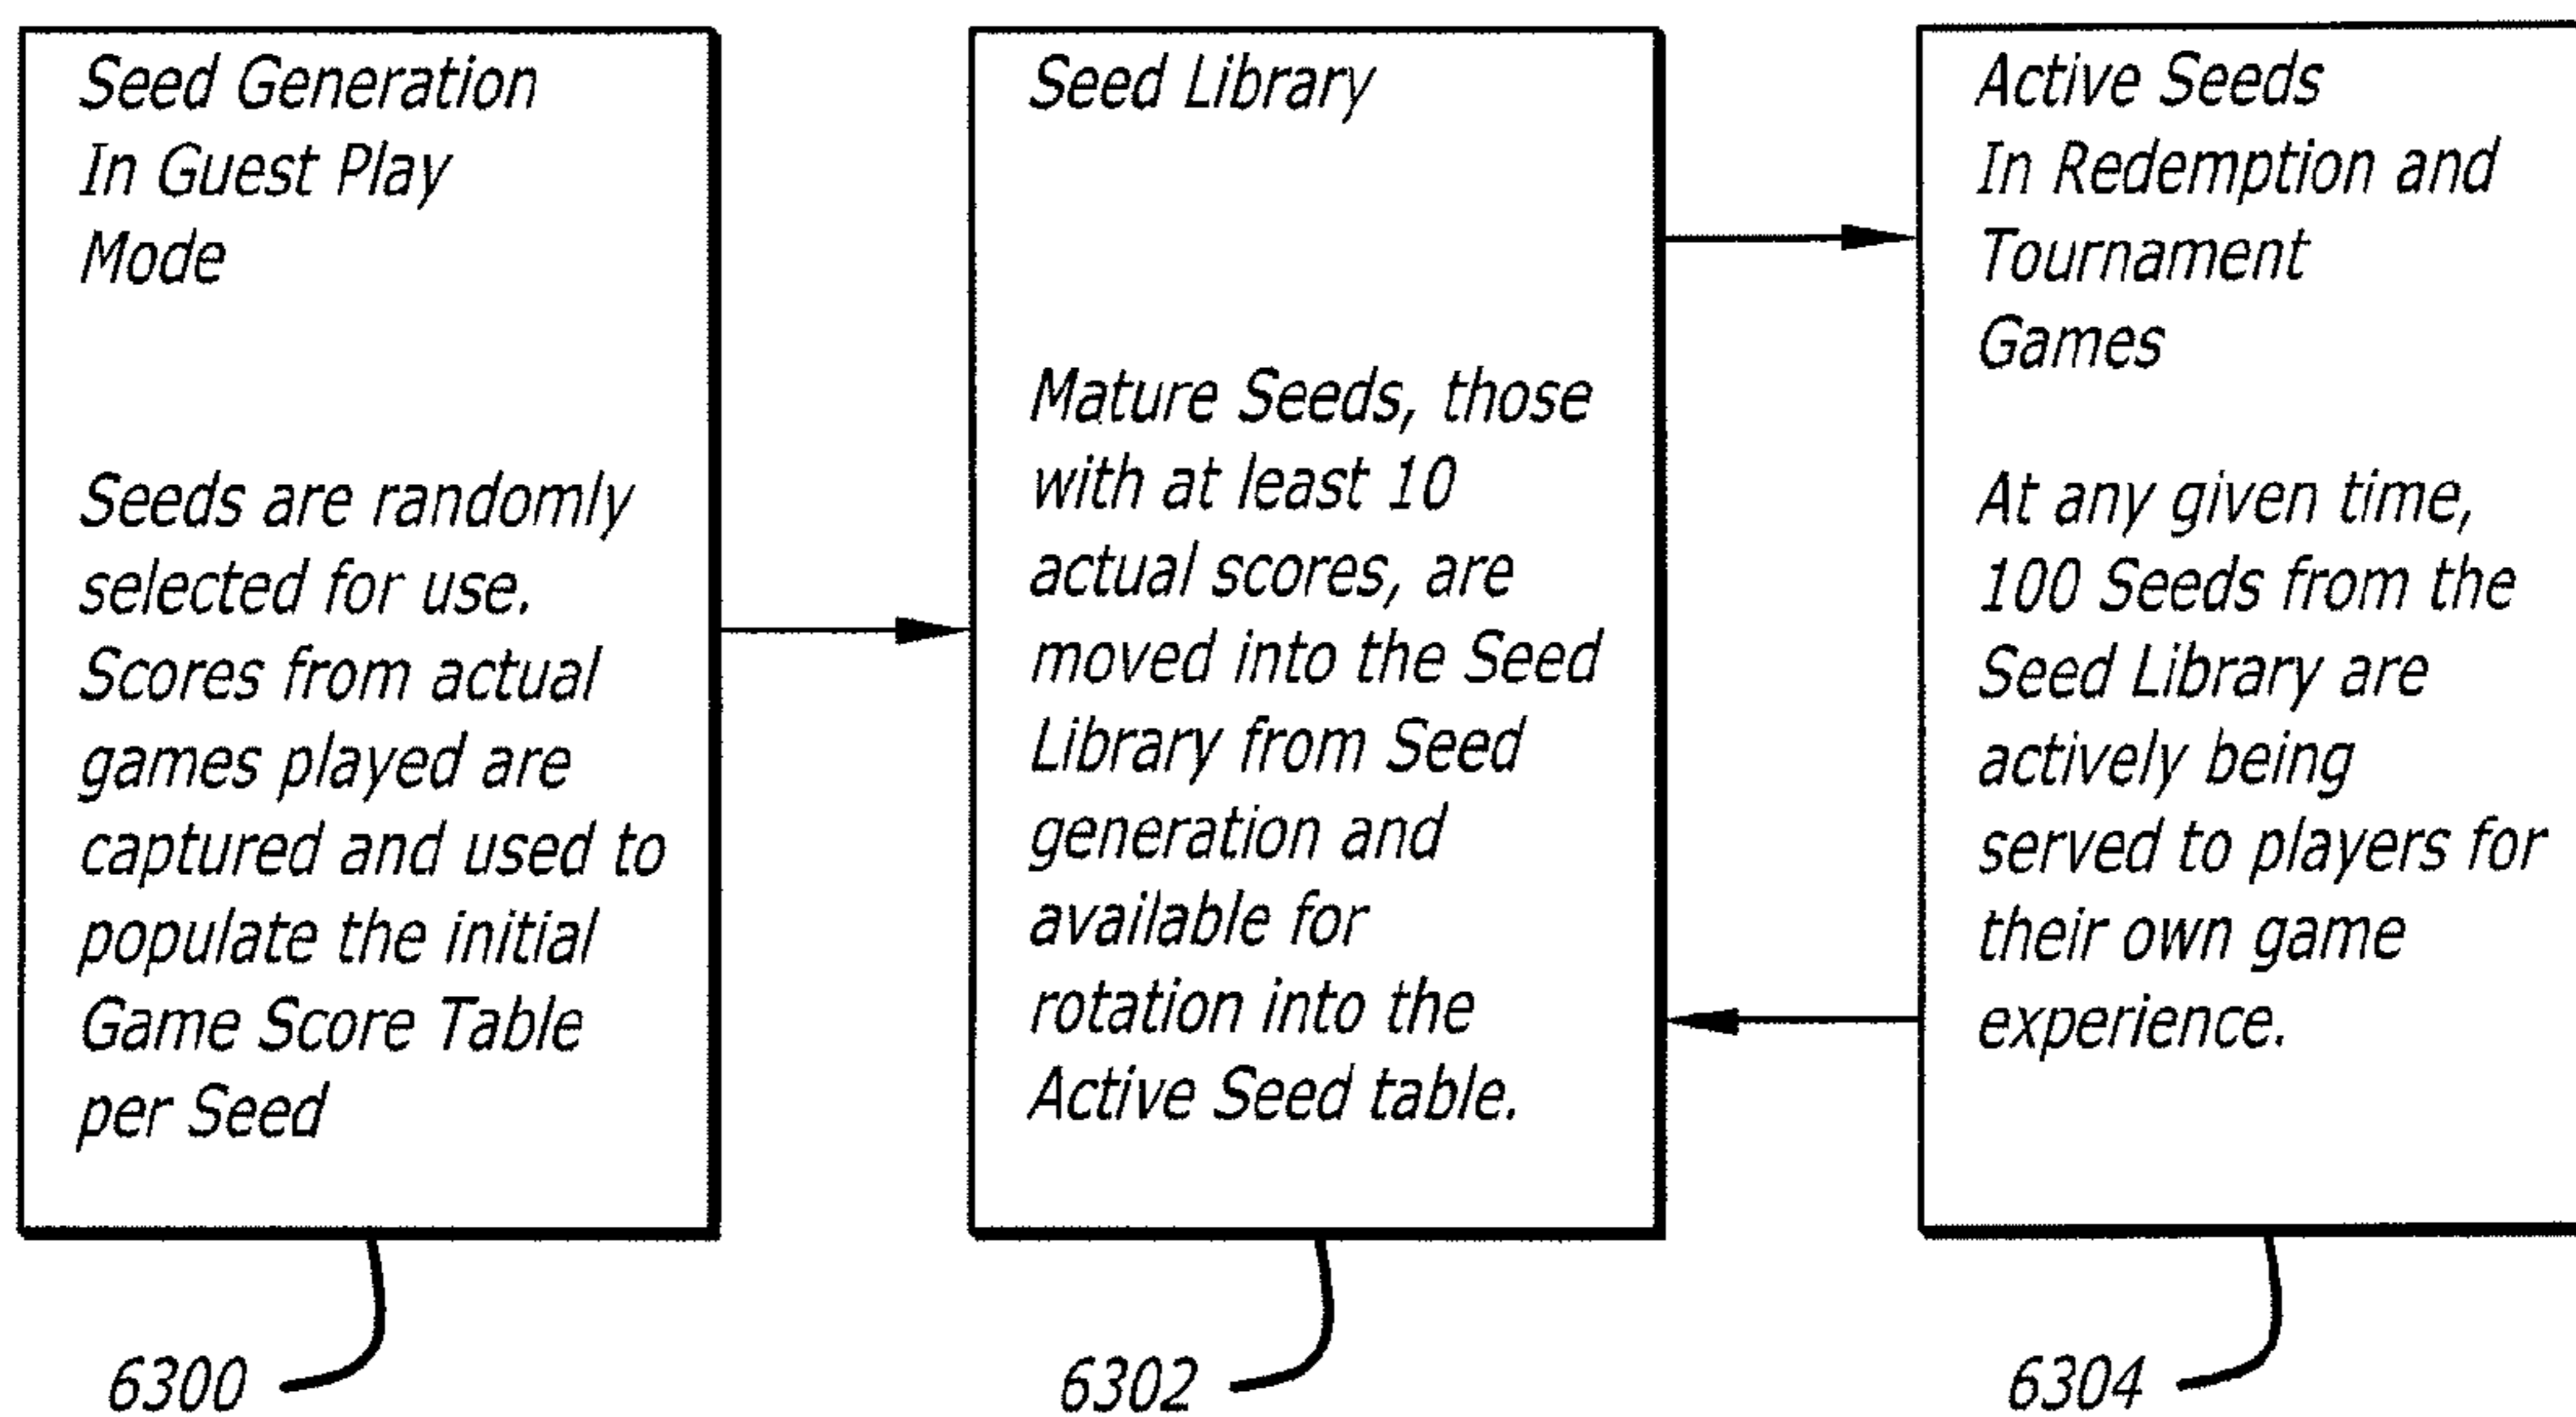 Seed Generation
In Guest Play
Mode
Seeds are randomly
selected for use.
Scores from actual
games played are
captured and used to
populate the initial
Game Score Table
per Seed
6300
Seed Library
Mature Seeds, those
with at least 10
actual scores, are
moved into the Seed
Library from Seed
generation and
available for
rotation into the
Active Seed table.
6302
Active Seeds
In Redemption and
Tournament
Games
At any given time,
100 Seeds from the
Seed Library are
actively being
served to players for
their own game
experience.
6304